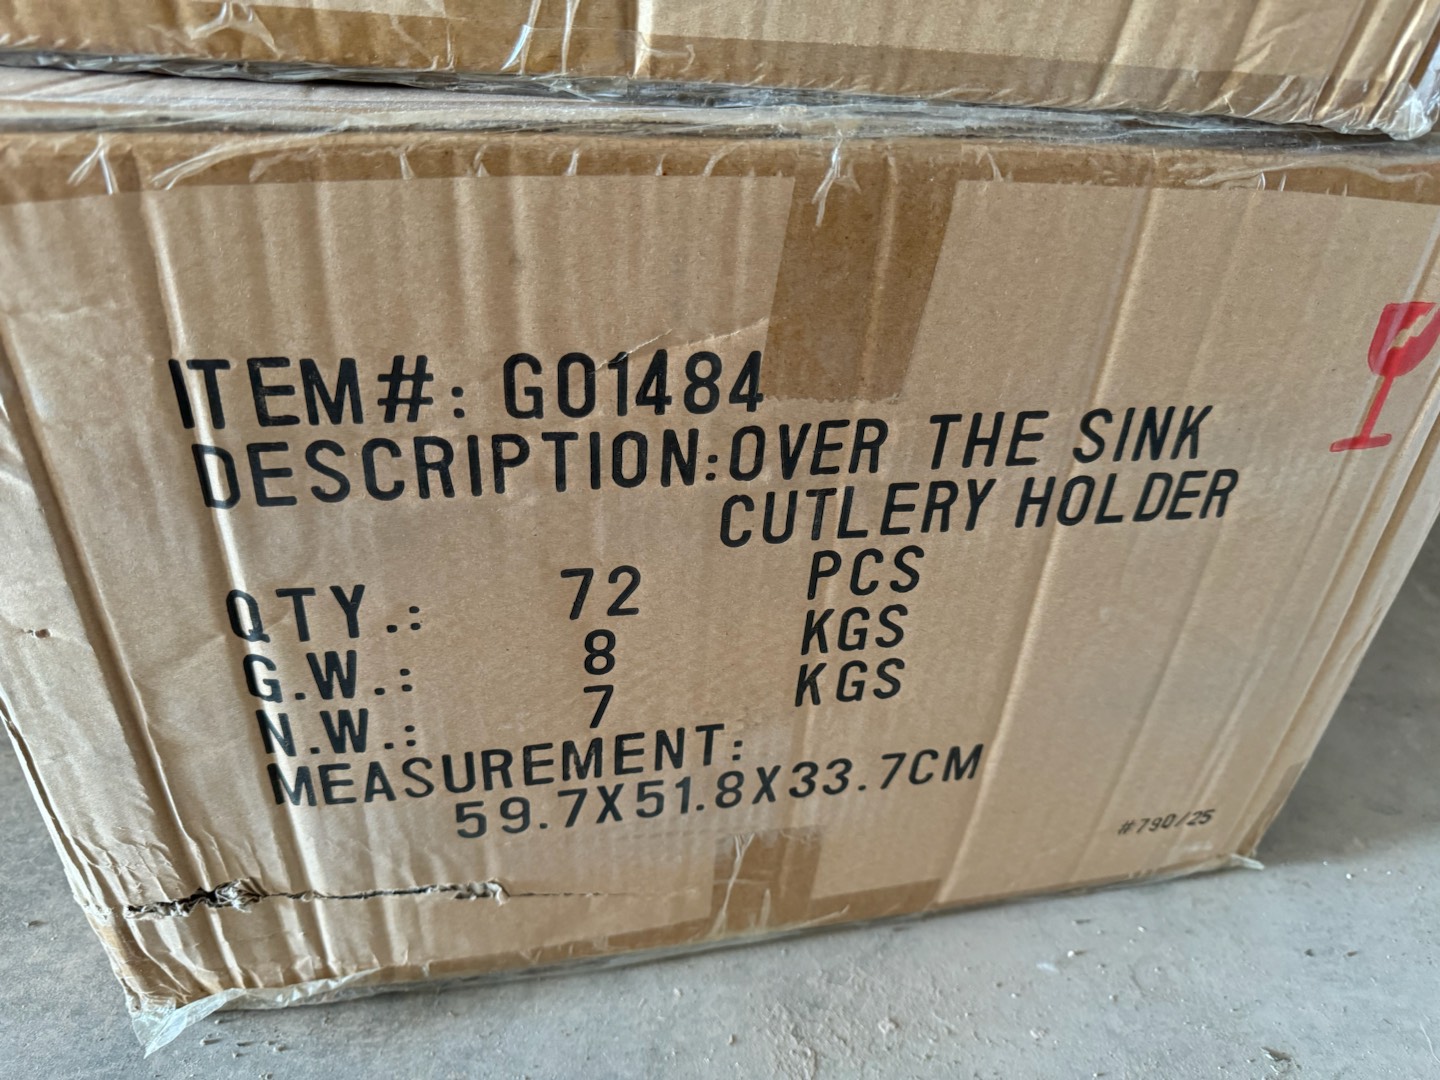 ITEM#: G01484
DESCRIPTION:OVER THE SINK
CUTLERY HOLDER
QTY.: 72 PCS
G.W.: 8 KGS
N.W.: 7 KGS
MEASUREMENT:
59.7X51.8X33.7CM
#790/25